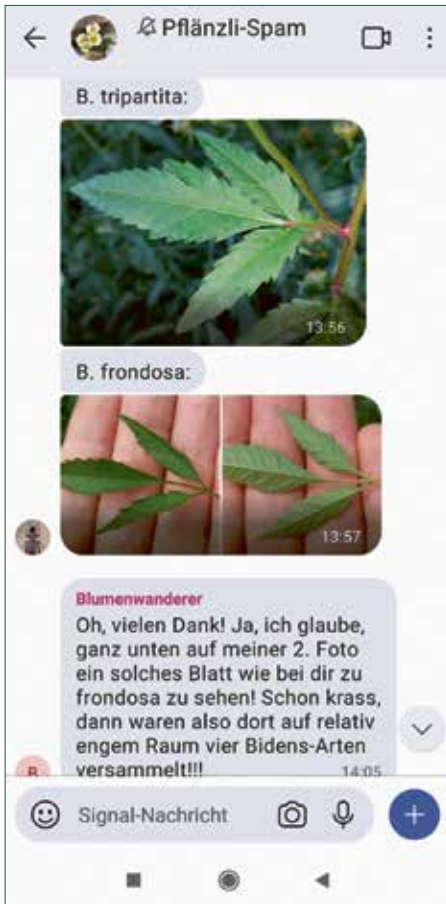 Pflänzli-Spam
B. tripartita:
13:56
B. frondosa:
13:57
Blumenwanderer
Oh, vielen Dank! Ja, ich glaube,
ganz unten auf meiner 2. Foto
ein solches Blatt wie bei dir zu
frondosa zu sehen! Schon krass,
dann waren also dort auf relativ
engem Raum vier Bidens-Arten
B
versammelt!!!
14:05
Signal-Nachricht